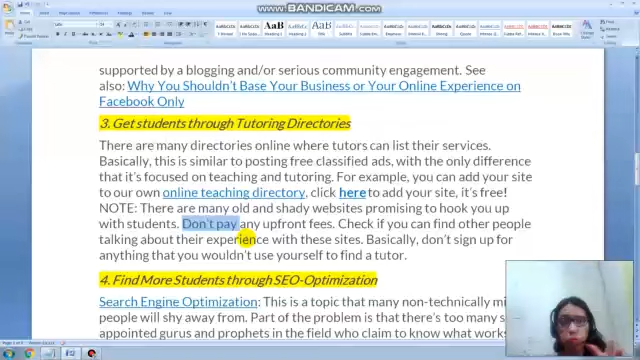 www.BANDICAM.com
supported by a blogging and/or serious community engagement. See
also: Why You Shouldn't Base Your Business or Your Online Experience on
Facebook Only
3. Get students through Tutoring Directories
There are many directories online where tutors can list their services.
Basically, this is similar to posting free classified ads, with the only difference
that it's focused on teaching and tutoring. For example, you can add your site
to our own online teaching directory, click here to add your site, it's free!
NOTE: There are many old and shady websites promising to hook you up
with students. Don't pay any upfront fees. Check if you can find other people
talking about their experience with these sites. Basically, don't sign up for
anything that you wouldn't use yourself to find a tutor.
4. Find More Students through SEO-Optimization
Search Engine Optimization: This is a topic that many non-technically mi
people will shy away from. Part of the problem is that there's too many s
appointed gurus and prophets in the field who claim to know what works